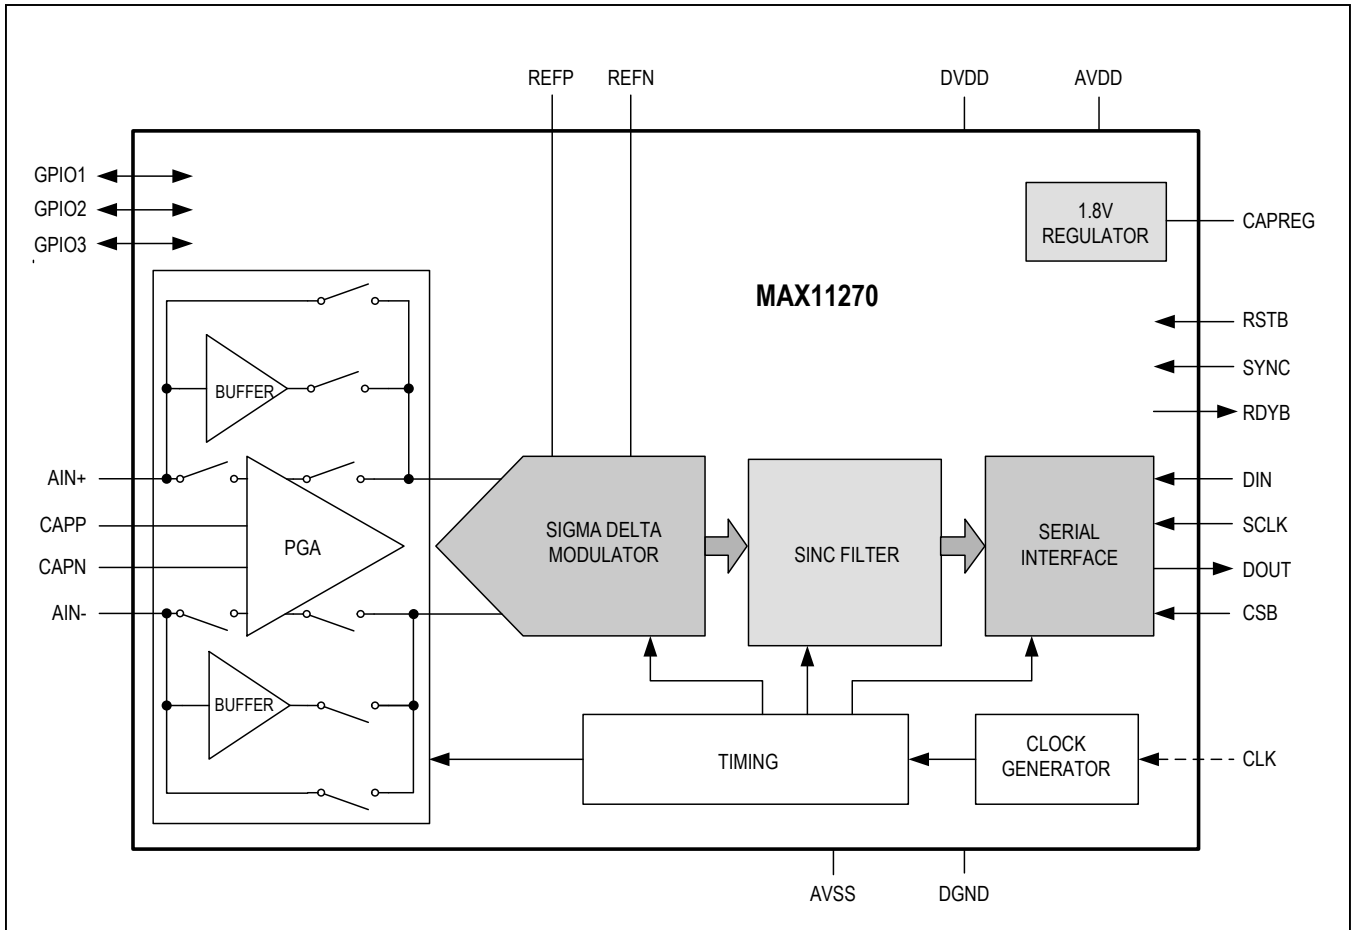 REFP
REFN
DVDD
AVDD
GPIO1
GPIO2
GPIO3
1.8V
REGULATOR
CAPREG
MAX11270
RSTB
SYNC
RDYB
BUFFER
AIN+
CAPP
CAPN
AIN-
PGA
SIGMA DELTA
MODULATOR
SINC FILTER
SERIAL
INTERFACE
DIN
SCLK
DOUT
CSB
BUFFER
TIMING
CLOCK
GENERATOR
CLK
AVSS
DGND